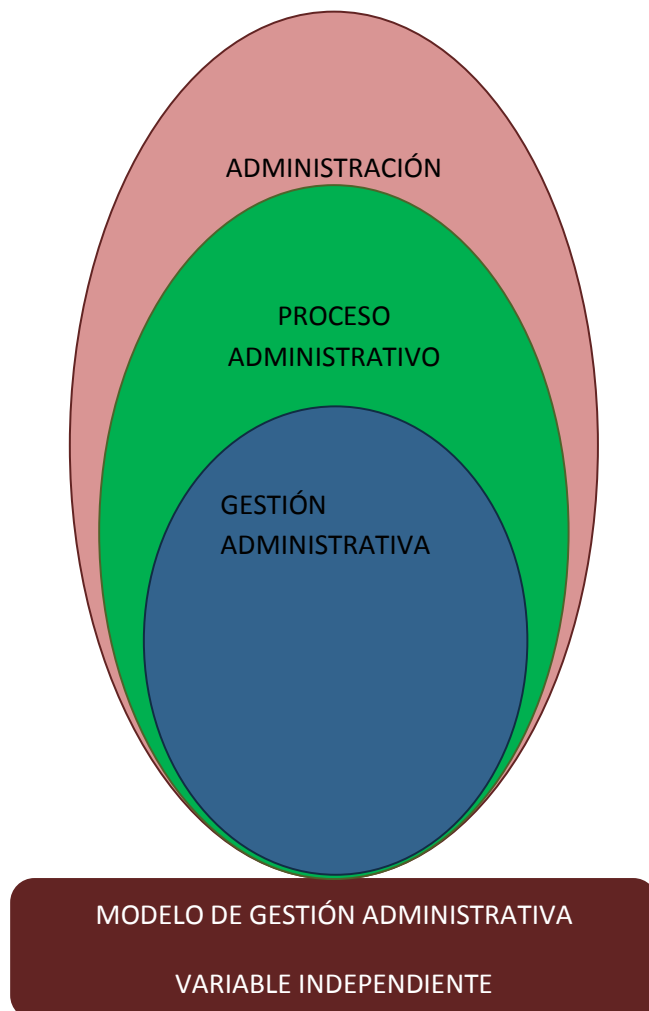 ADMINISTRACIÓN
PROCESO
ADMINISTRATIVO
GESTIÓN
ADMINISTRATIVA
MODELO DE GESTIÓN ADMINISTRATIVA
VARIABLE INDEPENDIENTE